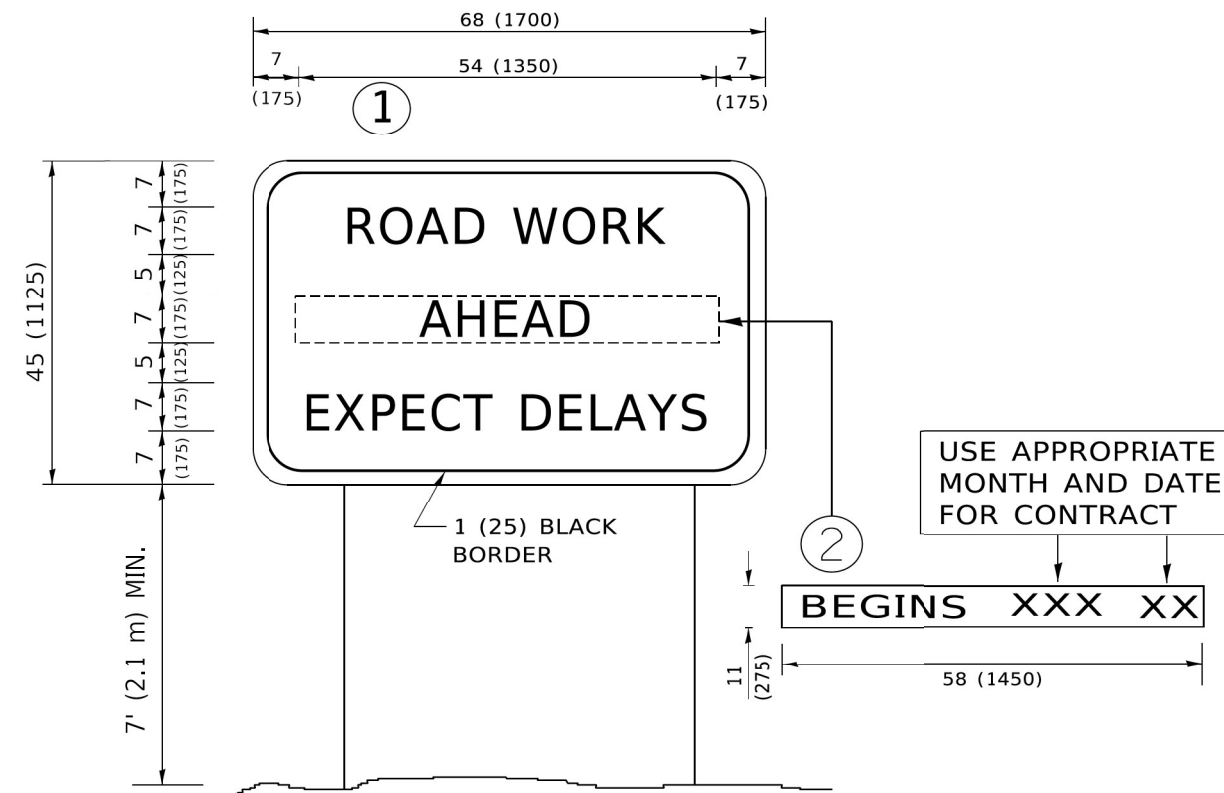 68 (1700)
7
54 (1350)
7
(175)
(175)
1
45 (1125)
7
(175)
7
(175)
5
(125)
7
(175)
5
(125)
7
(175)
7
(175)
ROAD WORK
AHEAD
EXPECT DELAYS
1 (25) BLACK
BORDER
7' (2.1 m) MIN.
USE APPROPRIATE
MONTH AND DATE
FOR CONTRACT
2
BEGINS XXX XX
11
(275)
58 (1450)